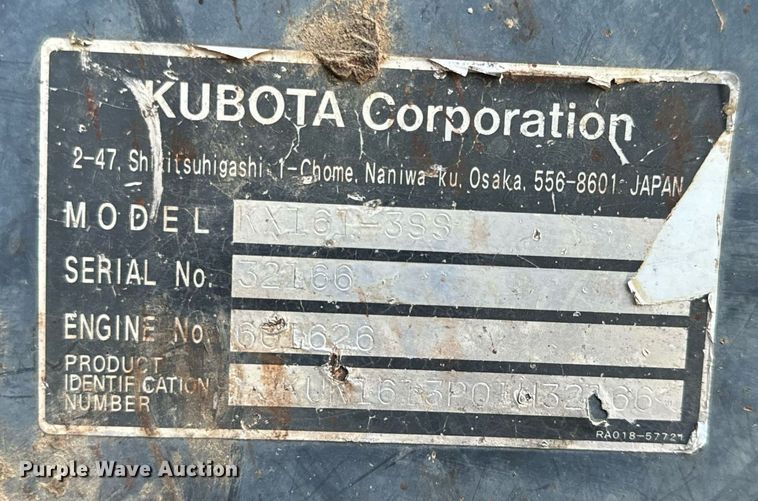 KUBOTA Corporation
2-47, Shikitsuhigashi 1-Chome, Naniwa-ku, Osaka, 556-8601 JAPAN
MODEL KX161-3SS
SERIAL No. 32166
ENGINE No. 601626
PRODUCT
IDENTIFICATION
NUMBER
RA018-57721
Purple Wave Auction